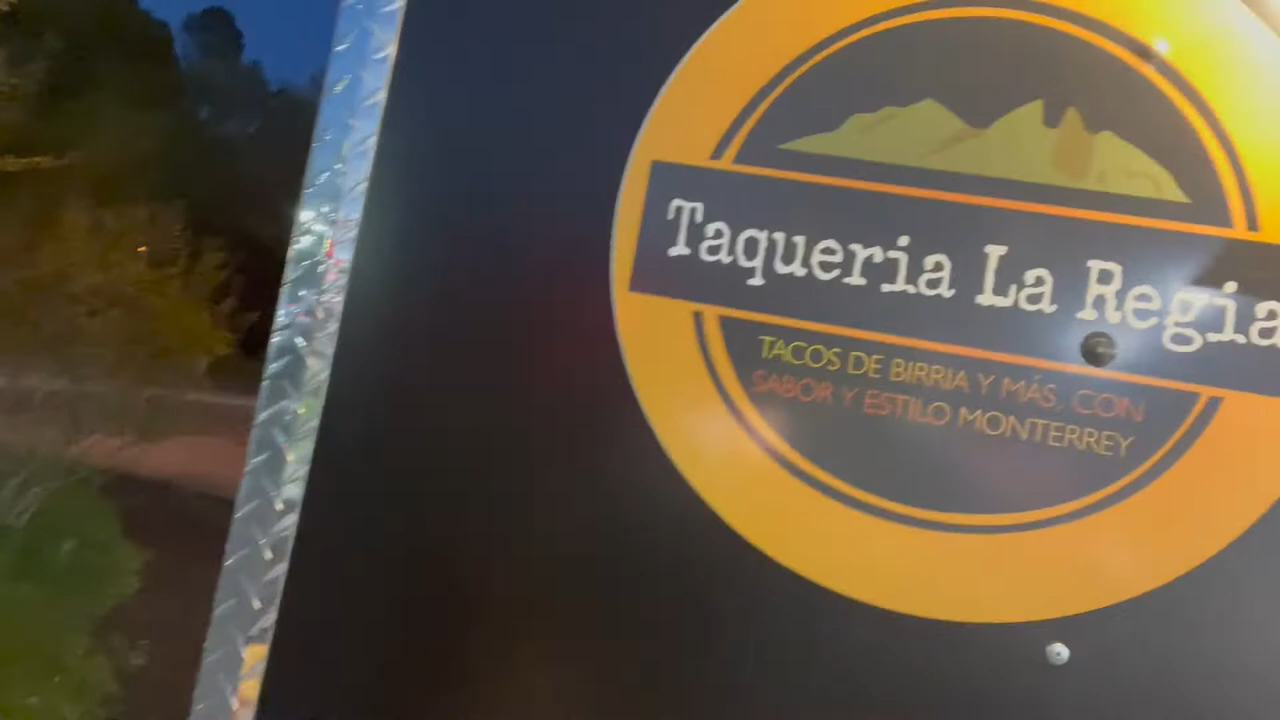 Taqueria La Regia
TACOS DE BIRRIA Y MÁS, CON
SABOR Y ESTILO MONTERREY